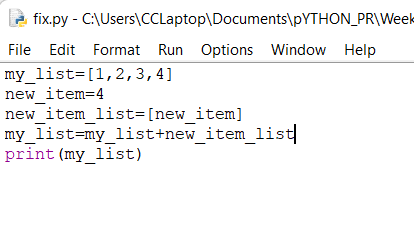 fix.py - C:\Users\CCLaptop\Documents\pYTHON_PR\Week
File Edit Format Run Options Window Help
my_list=[1,2,3,4]
new_item=4
new_item_list=[new_item]
my_list=my_list+new_item_list
print(my_list)